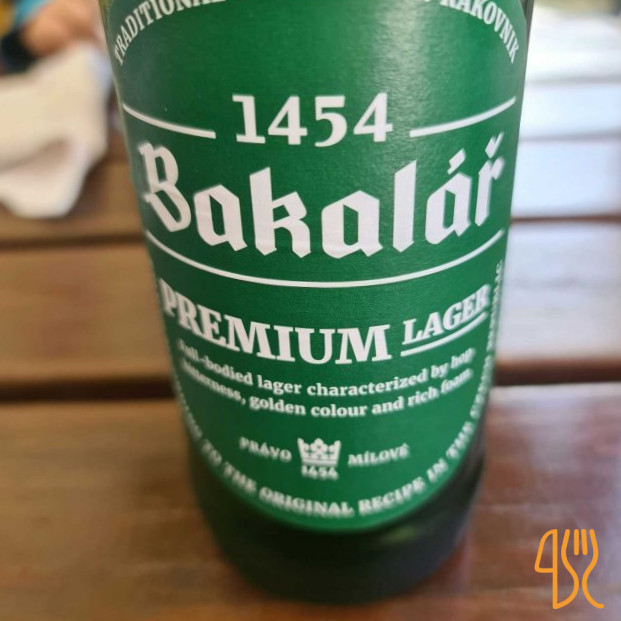 TRADITIONAL
RAKOVNÍK
1454
Bakalář
PREMIUM LAGER
Full-bodied lager characterized by hop
bitterness, golden colour and rich foam.
PRÁVO MÍLOVÉ
1454
TO THE ORIGINAL RECIPE IN THE